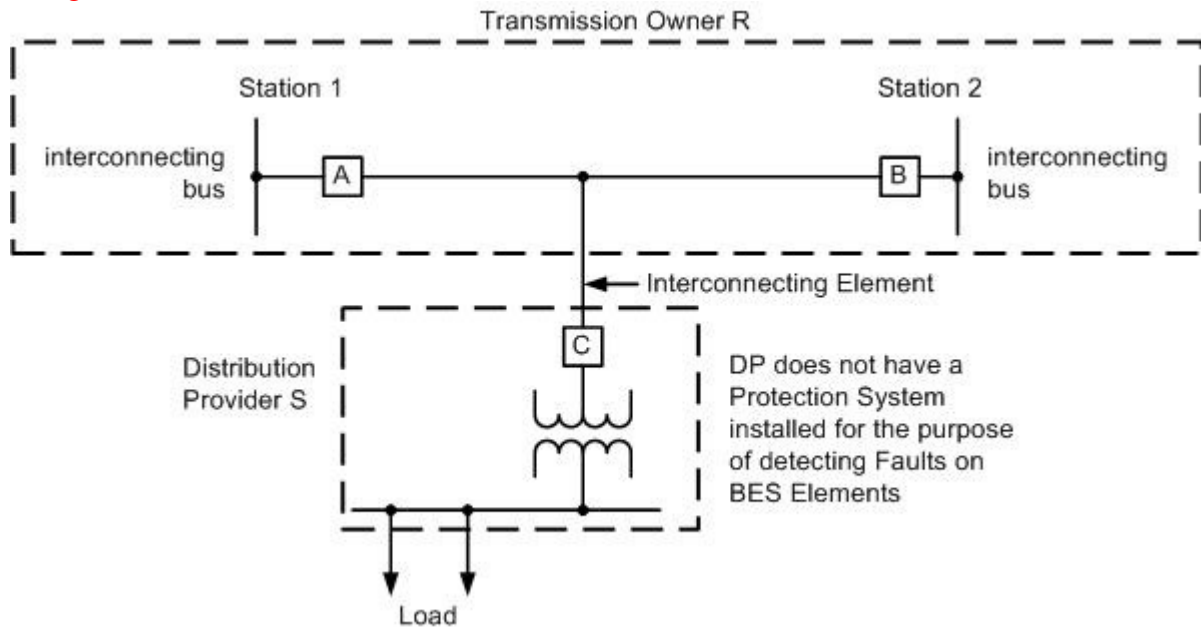 Transmission Owner R
Station 1
Station 2
interconnecting
bus
A
B
interconnecting
bus
Interconnecting Element
Distribution
Provider S
C
DP does not have a
Protection System
installed for the purpose
of detecting Faults on
BES Elements
Load